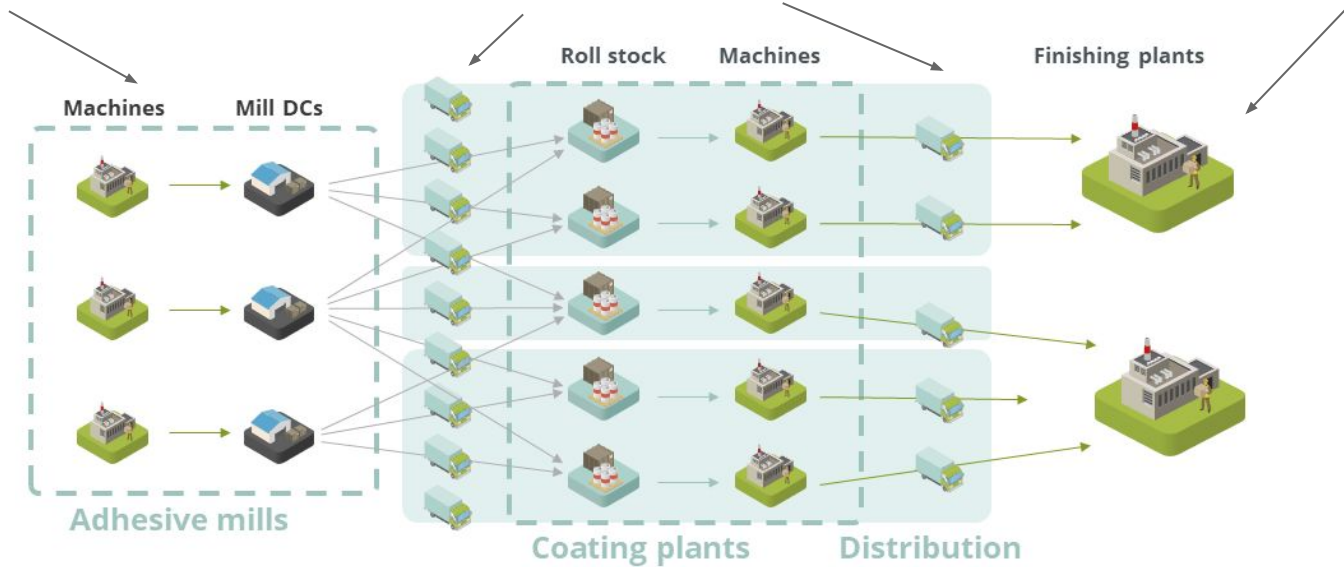 Roll stock
Machines
Finishing plants
Machines
Mill DCs
Adhesive mills
Coating plants
Distribution